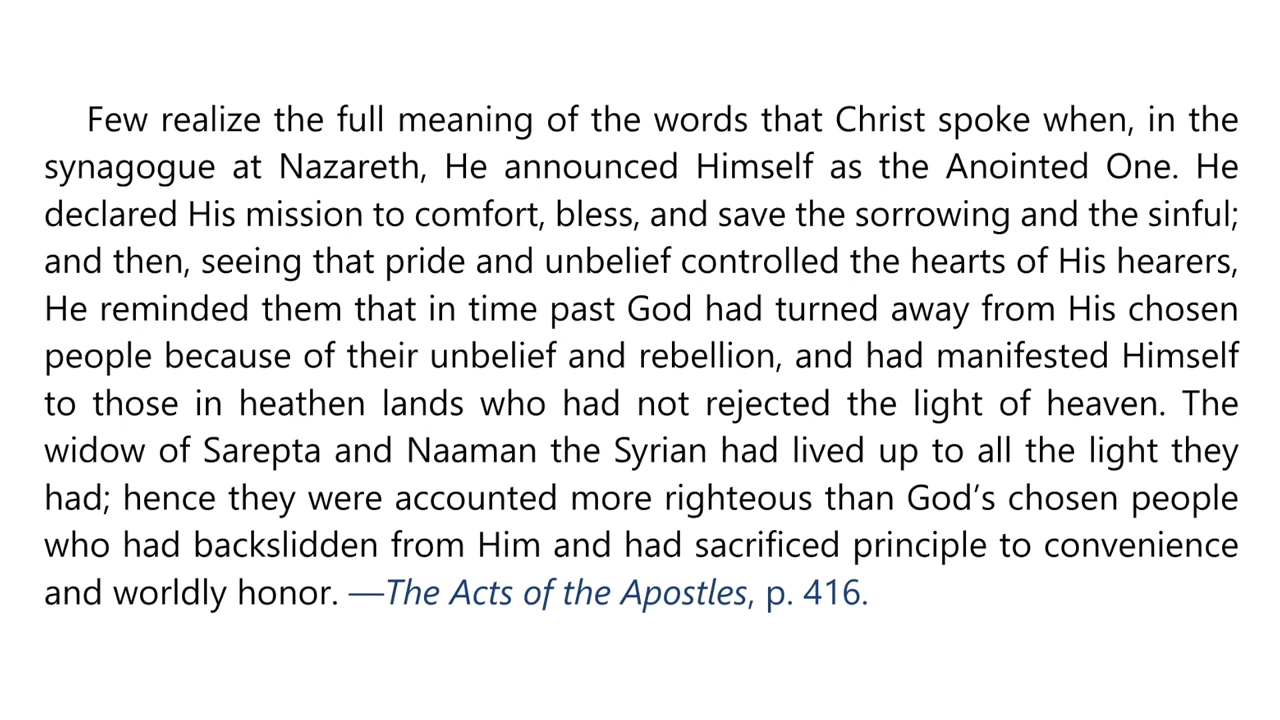 Few realize the full meaning of the words that Christ spoke when, in the
synagogue at Nazareth, He announced Himself as the Anointed One. He
declared His mission to comfort, bless, and save the sorrowing and the sinful;
and then, seeing that pride and unbelief controlled the hearts of His hearers,
He reminded them that in time past God had turned away from His chosen
people because of their unbelief and rebellion, and had manifested Himself
to those in heathen lands who had not rejected the light of heaven. The
widow of Sarepta and Naaman the Syrian had lived up to all the light they
had; hence they were accounted more righteous than God’s chosen people
who had backslidden from Him and had sacrificed principle to convenience
and worldly honor. —The Acts of the Apostles, p. 416.